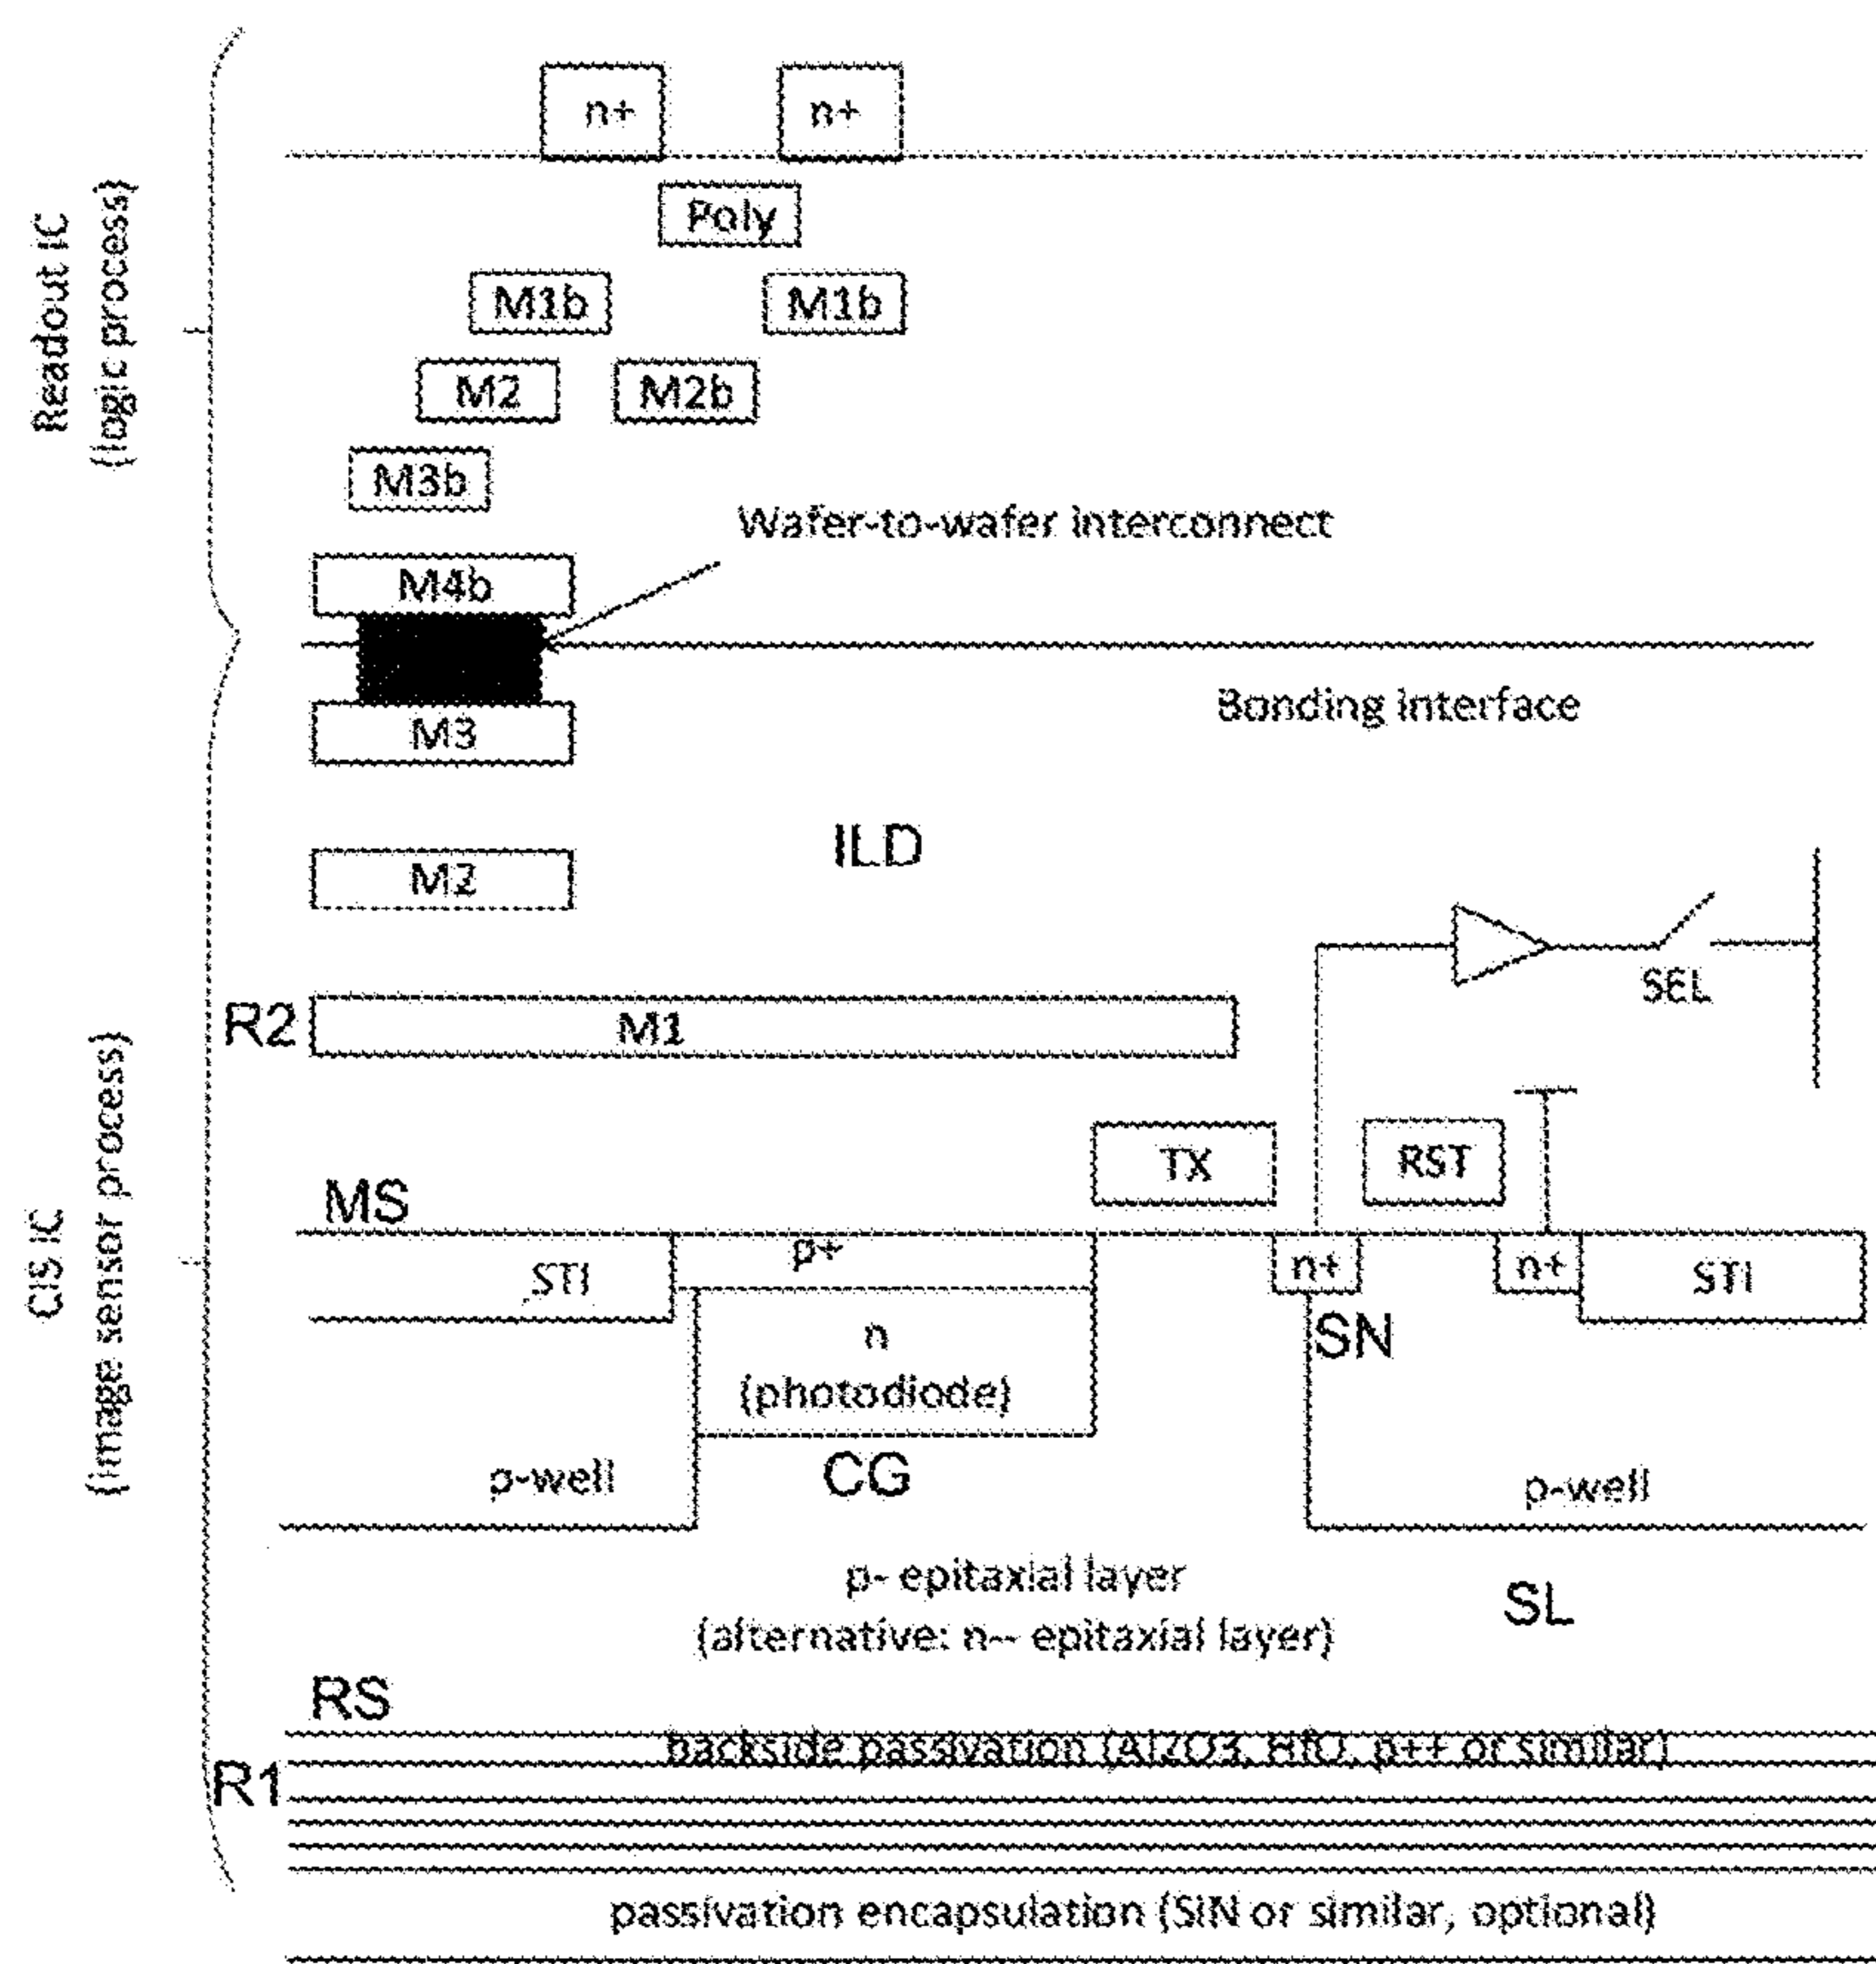 n+ n+
Poly
M1b M1b
M2 M2b
M3b
Readout IC
(logic process)
Wafer-to-wafer interconnect
M4b
Bonding interface
M3
ILD
M2
SEL
R2 M1
TX RST
MS
p+
STI n+ n+ STI
n SN
(photodiode)
p-well CG p-well
CIS IC
(image sensor process)
p- epitaxial layer
(alternative: n-- epitaxial layer) SL
RS
backside passivation (Al2O3, HfO, p++ or similar)
R1
passivation encapsulation (SiN or similar, optional)